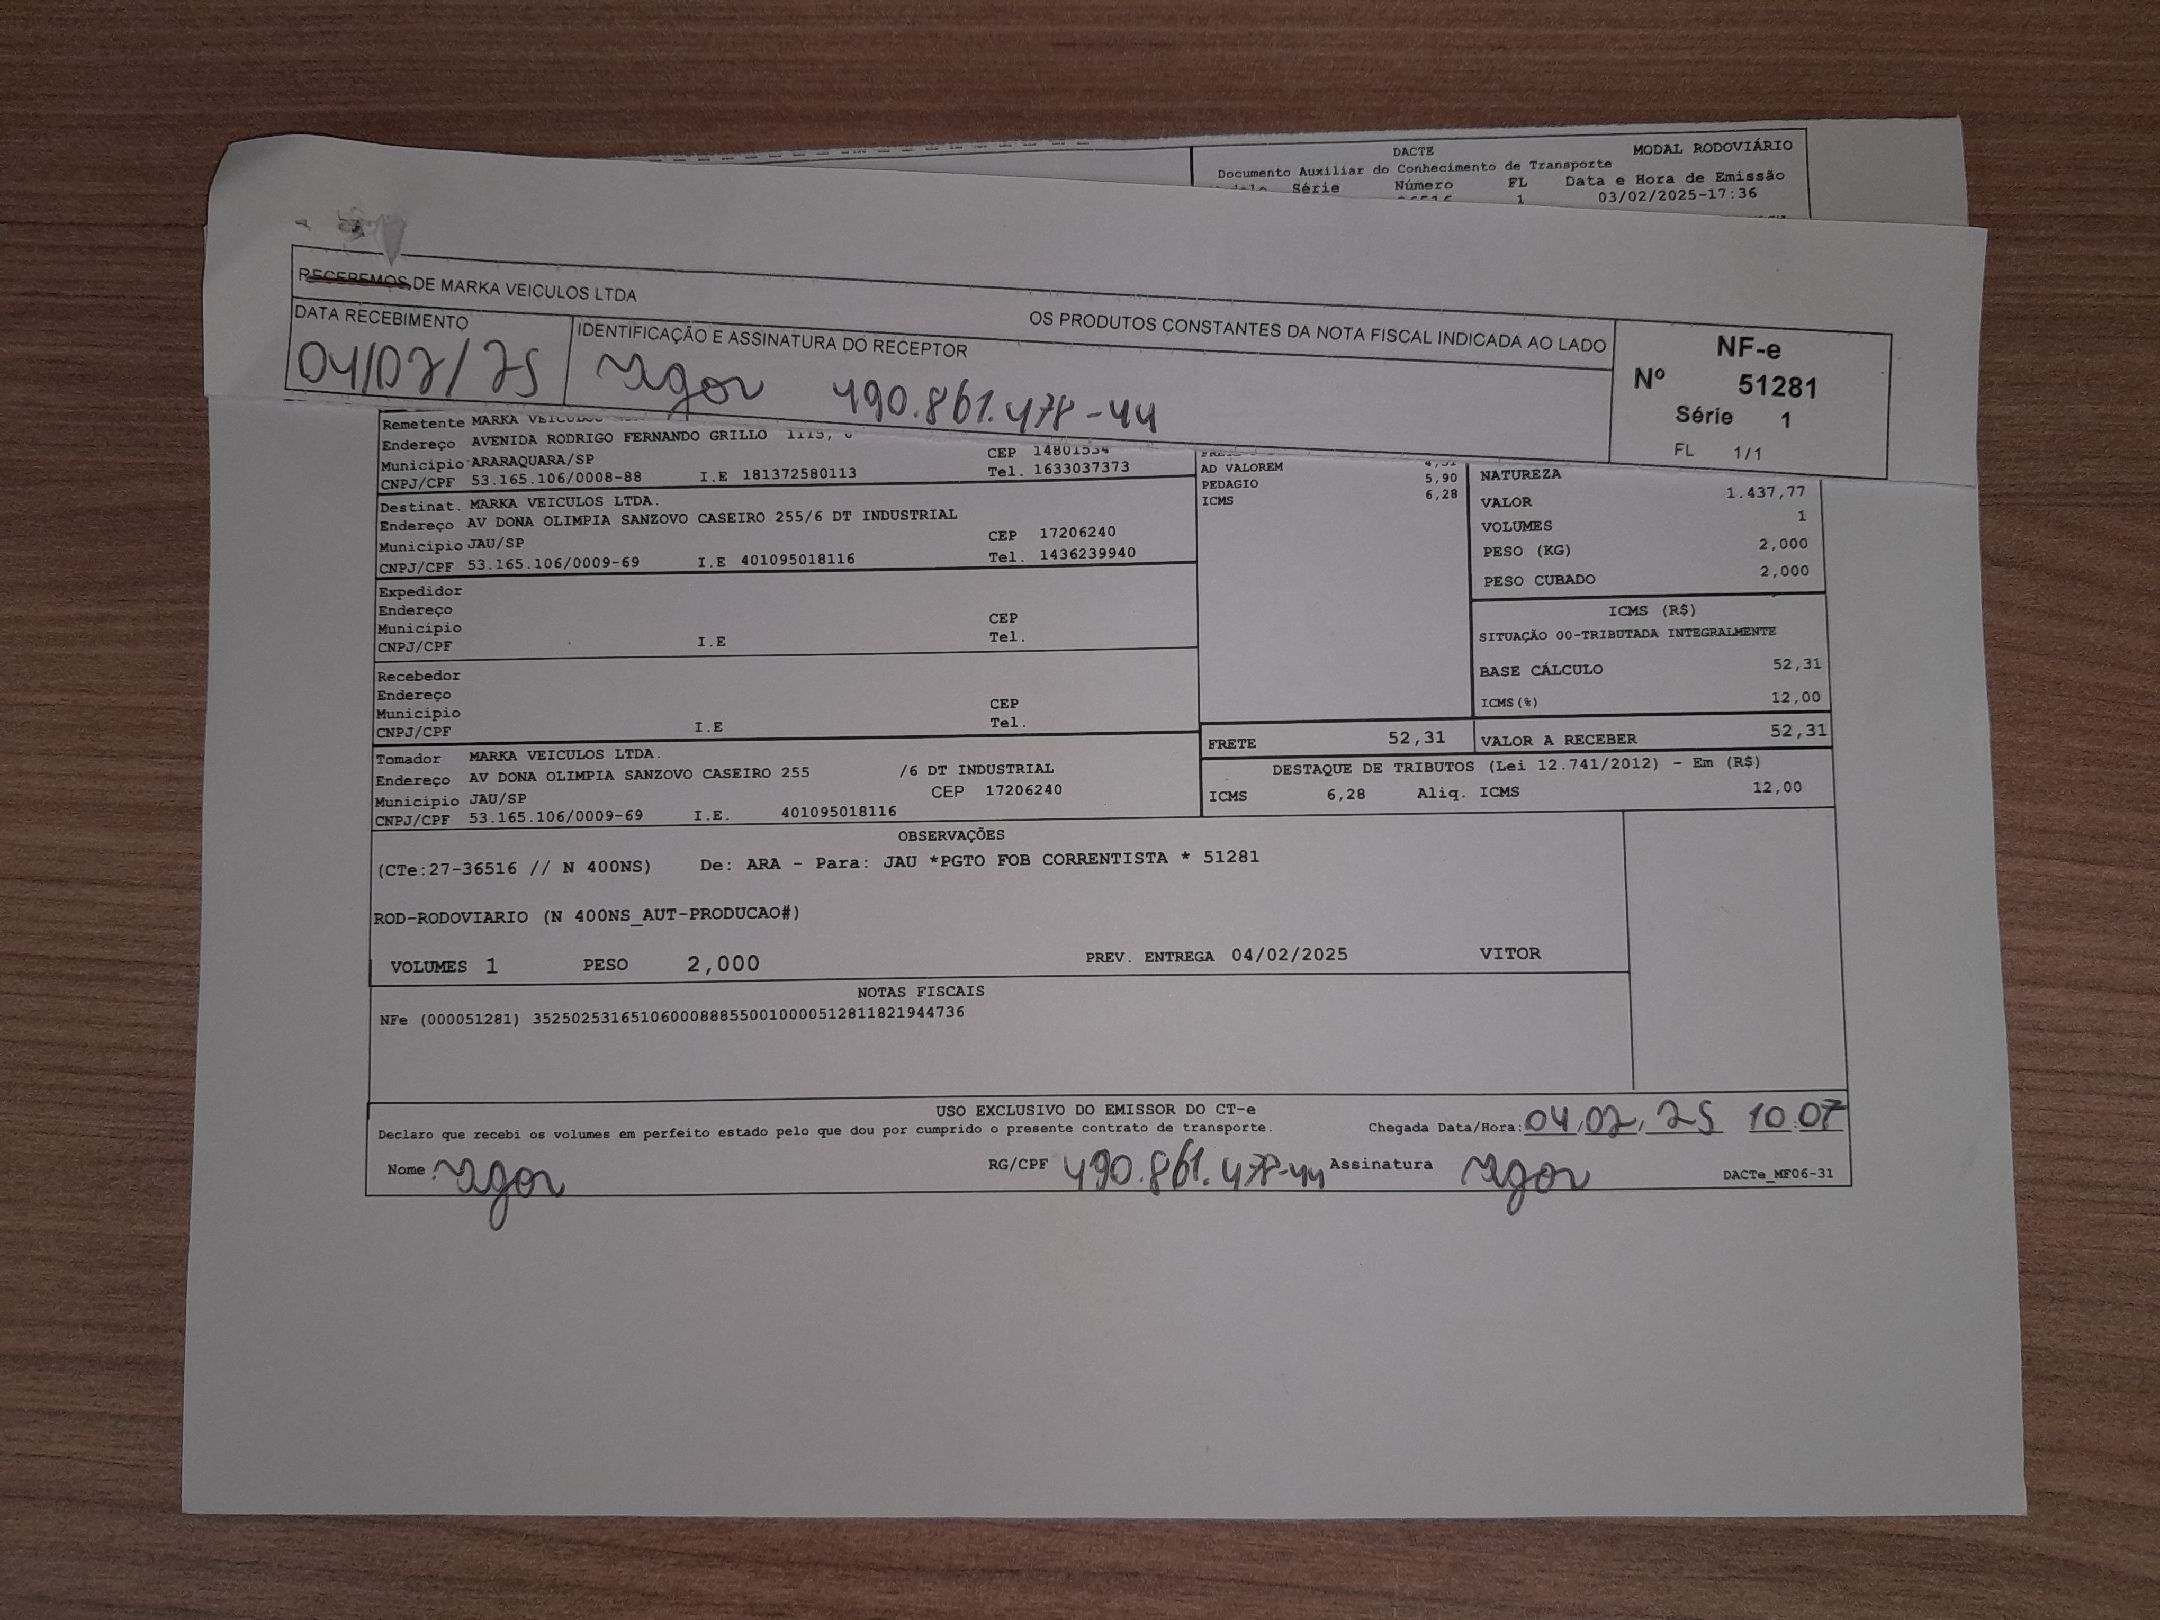 DACTE
MODAL RODOVIÁRIO
Documento Auxiliar do Conhecimento de Transporte
Série Número FL Data e Hora de Emissão
1 03/02/2025-17:36
RECEBEMOS DE MARKA VEICULOS LTDA
OS PRODUTOS CONSTANTES DA NOTA FISCAL INDICADA AO LADO
DATA RECEBIMENTO
04/02/25
IDENTIFICAÇÃO E ASSINATURA DO RECEPTOR
Igor 490.861.478-44
NF-e
Nº 51281
Série 1
FL 1/1
Remetente MARKA VEICULOS
Endereço AVENIDA RODRIGO FERNANDO GRILLO 1115,
Municipio ARARAQUARA/SP CEP 14801534
CNPJ/CPF 53.165.106/0008-88 I.E 181372580113 Tel. 1633037373
Destinat. MARKA VEICULOS LTDA.
Endereço AV DONA OLIMPIA SANZOVO CASEIRO 255/6 DT INDUSTRIAL
Municipio JAU/SP CEP 17206240
CNPJ/CPF 53.165.106/0009-69 I.E 401095018116 Tel. 1436239940
Expedidor
Endereço
Municipio CEP
CNPJ/CPF I.E Tel.
Recebedor
Endereço
Municipio CEP
CNPJ/CPF I.E Tel.
Tomador MARKA VEICULOS LTDA.
Endereço AV DONA OLIMPIA SANZOVO CASEIRO 255 /6 DT INDUSTRIAL
Municipio JAU/SP CEP 17206240
CNPJ/CPF 53.165.106/0009-69 I.E. 401095018116
AD VALOREM
PEDAGIO 5,90
ICMS 6,28
NATUREZA
VALOR 1.437,77
VOLUMES 1
PESO (KG) 2,000
PESO CUBADO 2,000
ICMS (R$)
SITUAÇÃO 00-TRIBUTADA INTEGRALMENTE
BASE CÁLCULO 52,31
ICMS(%) 12,00
FRETE 52,31 VALOR A RECEBER 52,31
DESTAQUE DE TRIBUTOS (Lei 12.741/2012) - Em (R$)
ICMS 6,28 Aliq. ICMS 12,00
OBSERVAÇÕES
(CTe:27-36516 // N 400NS) De: ARA - Para: JAU *PGTO FOB CORRENTISTA * 51281
ROD-RODOVIARIO (N 400NS_AUT-PRODUCAO#)
VOLUMES 1 PESO 2,000 PREV. ENTREGA 04/02/2025 VITOR
NOTAS FISCAIS
NFe (000051281) 35250253165106000888550010000512811821944736
USO EXCLUSIVO DO EMISSOR DO CT-e
Declaro que recebi os volumes em perfeito estado pelo que dou por cumprido o presente contrato de transporte. Chegada Data/Hora: 04/02/25 10:07
Nome Igor RG/CPF 490.861.478-44 Assinatura Igor DACTe_MF06-31